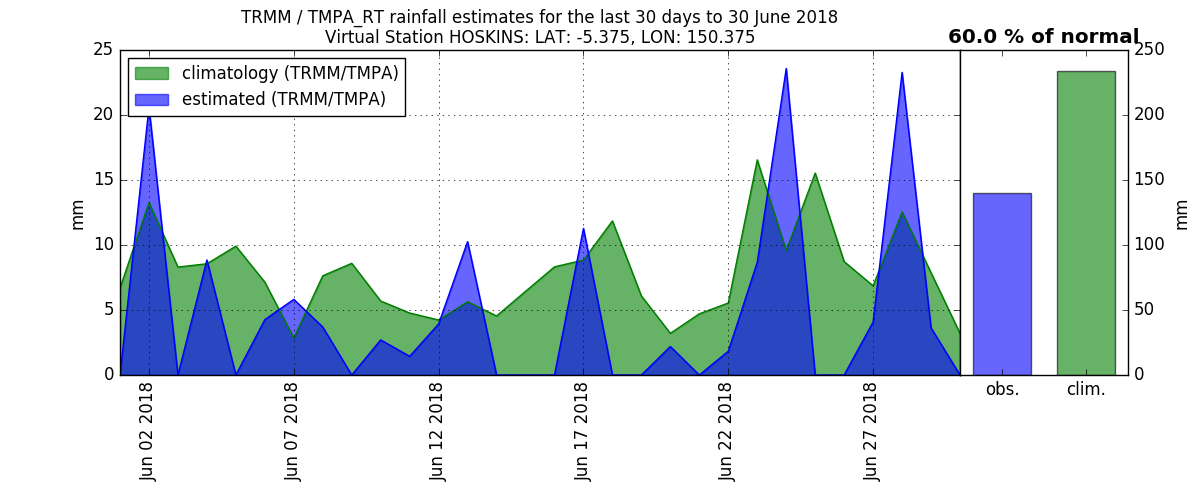 TRMM / TMPA_RT rainfall estimates for the last 30 days to 30 June 2018
Virtual Station HOSKINS: LAT: -5.375, LON: 150.375
60.0 % of normal
climatology (TRMM/TMPA)
estimated (TRMM/TMPA)
25
20
15
10
5
0
mm
Jun 02 2018
Jun 07 2018
Jun 12 2018
Jun 17 2018
Jun 22 2018
Jun 27 2018
250
200
150
100
50
0
mm
obs.
clim.